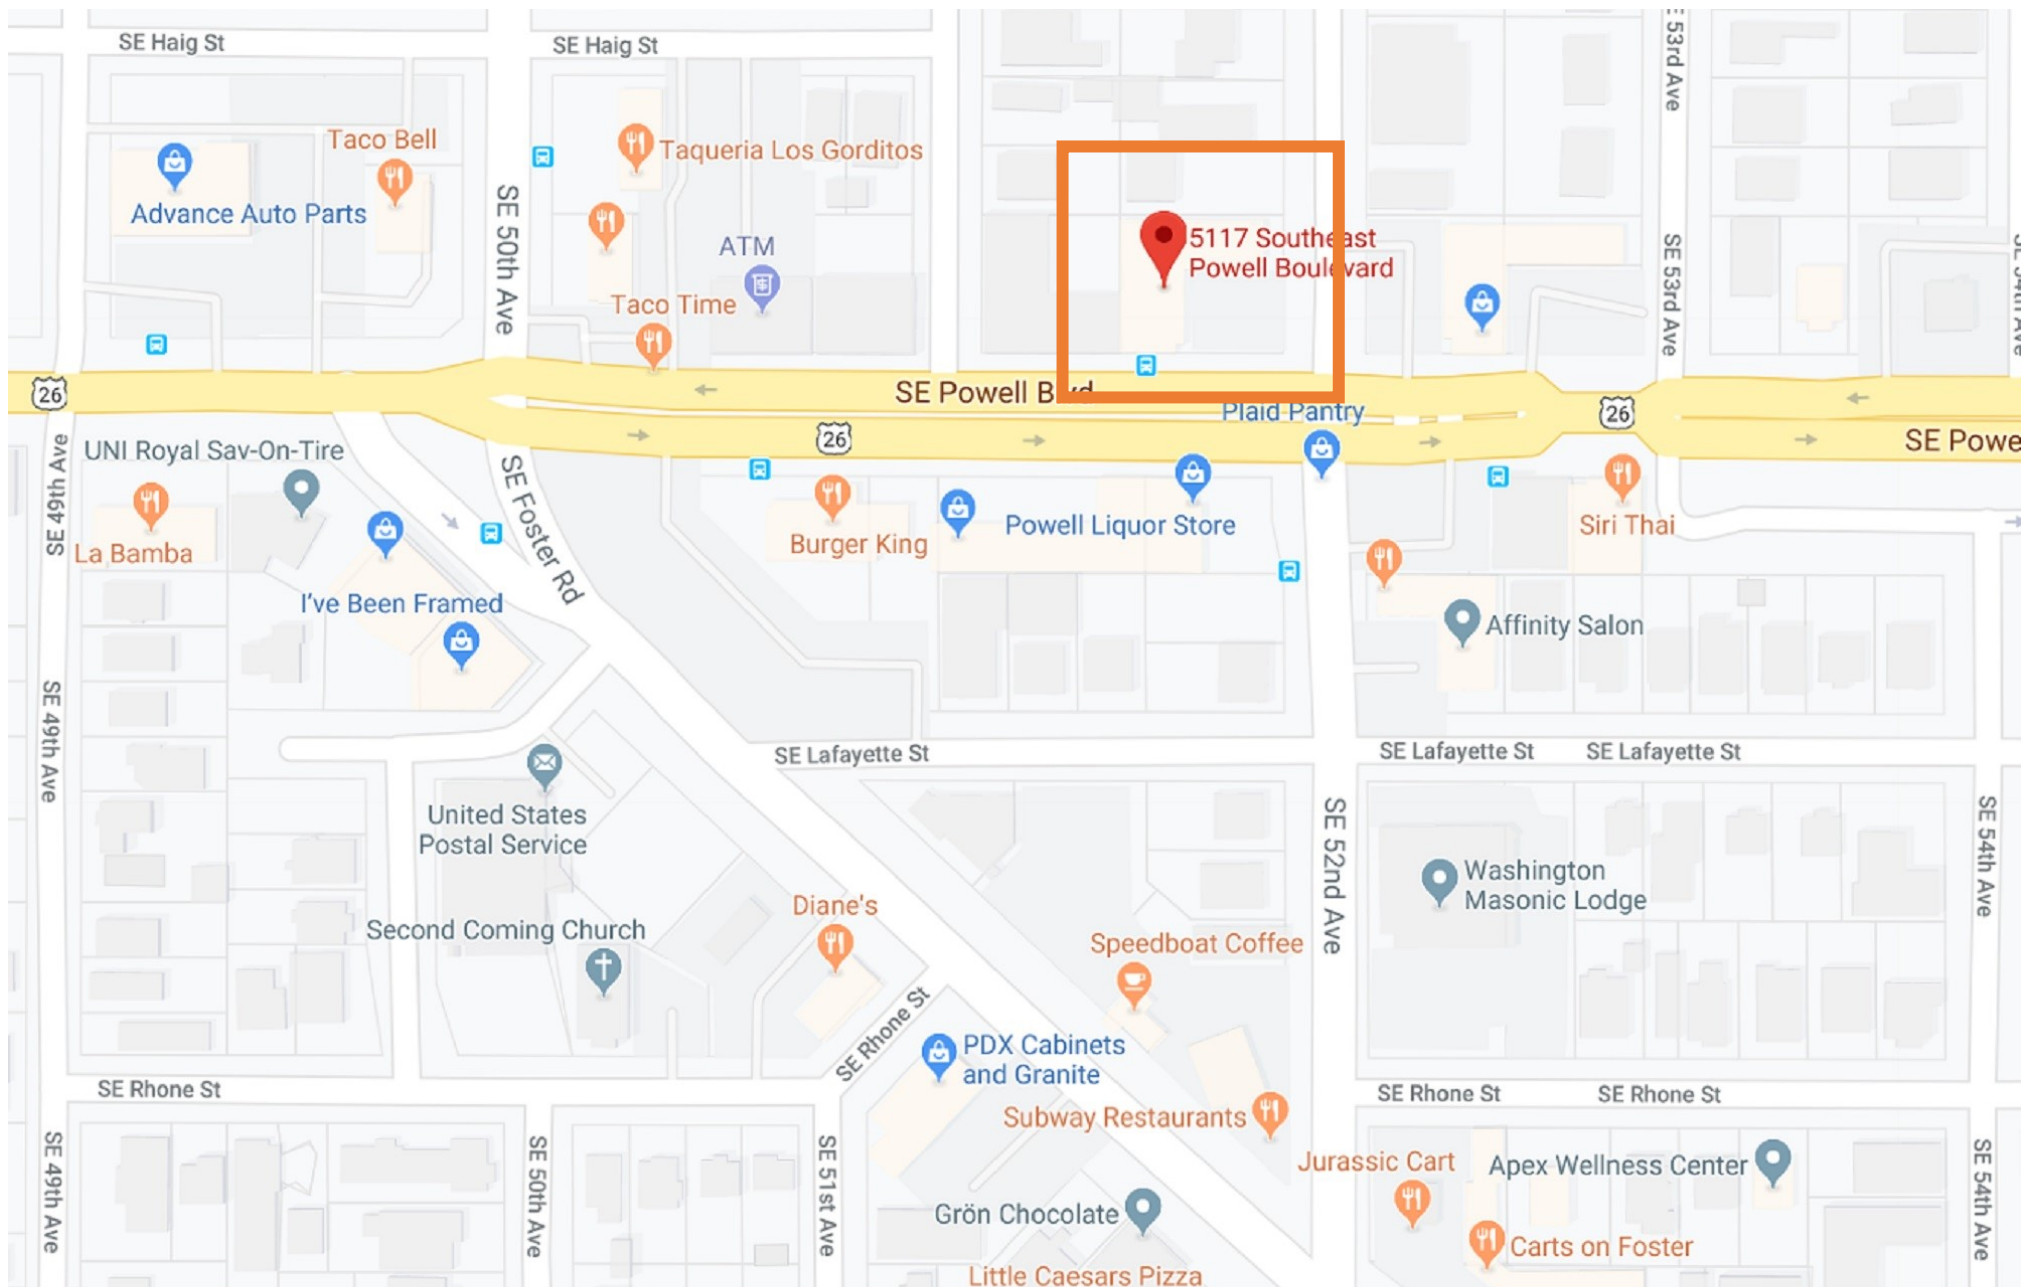 SE Haig St
SE Haig St
SE 53rd Ave
Taco Bell
Taqueria Los Gorditos
Advance Auto Parts
SE 50th Ave
ATM
5117 Southeast
Powell Boulevard
SE 53rd Ave
Taco Time
26
SE Powell Blvd
Plaid Pantry
26
26
SE Powe
SE 49th Ave
UNI Royal Sav-On-Tire
SE Foster Rd
La Bamba
Burger King
Powell Liquor Store
Siri Thai
I've Been Framed
Affinity Salon
SE 49th Ave
SE Lafayette St
SE Lafayette St
SE Lafayette St
United States
Postal Service
SE 52nd Ave
SE 54th Ave
Washington
Masonic Lodge
Diane's
Second Coming Church
Speedboat Coffee
SE Rhone St
PDX Cabinets
and Granite
SE Rhone St
SE Rhone St
SE Rhone St
Subway Restaurants
SE 49th Ave
SE 50th Ave
SE 51st Ave
Jurassic Cart
Apex Wellness Center
SE 54th Ave
Grön Chocolate
Carts on Foster
Little Caesars Pizza